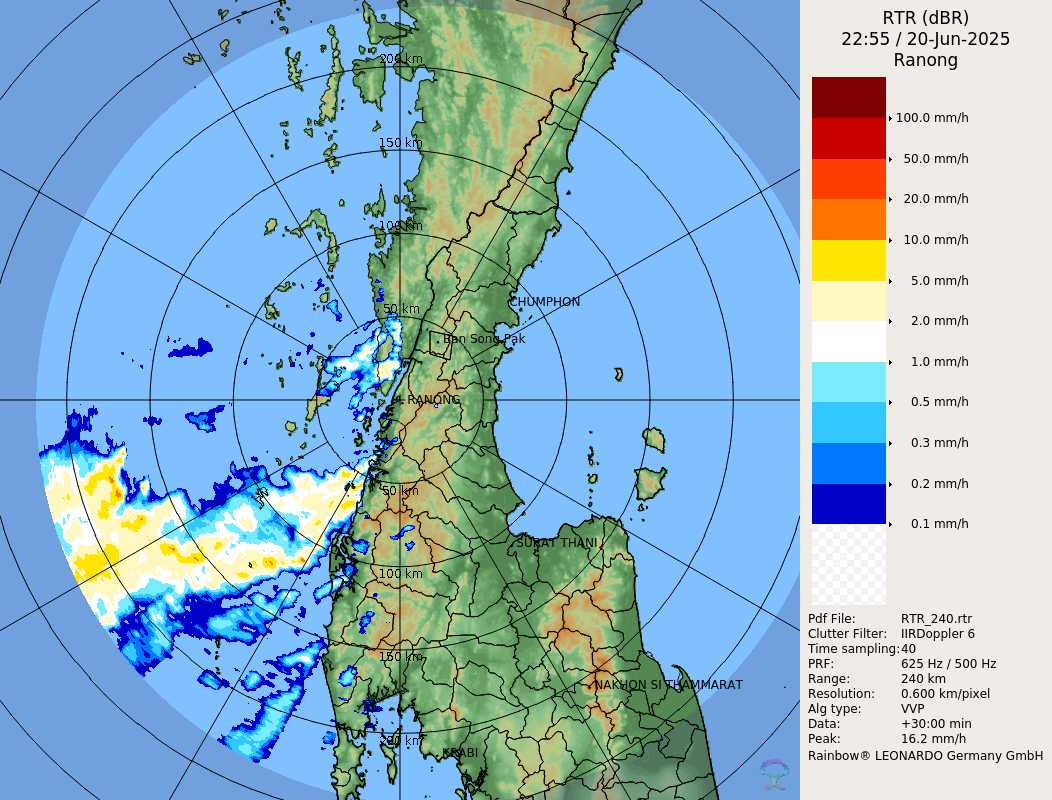 RTR (dBR)
22:55 / 20-Jun-2025
Ranong
100.0 mm/h
50.0 mm/h
20.0 mm/h
10.0 mm/h
5.0 mm/h
2.0 mm/h
1.0 mm/h
0.5 mm/h
0.3 mm/h
0.2 mm/h
0.1 mm/h
Pdf File: RTR_240.rtr
Clutter Filter: IIRDoppler 6
Time sampling:40
PRF: 625 Hz / 500 Hz
Range: 240 km
Resolution: 0.600 km/pixel
Alg type: VVP
Data: +30:00 min
Peak: 16.2 mm/h
Rainbow® LEONARDO Germany GmbH
200 km
150 km
100 km
50 km
CHUMPHON
Ban Song Pak
RANONG
50 km
SURAT THANI
100 km
150 km
NAKHON SI THAMMARAT
200 km
KRABI